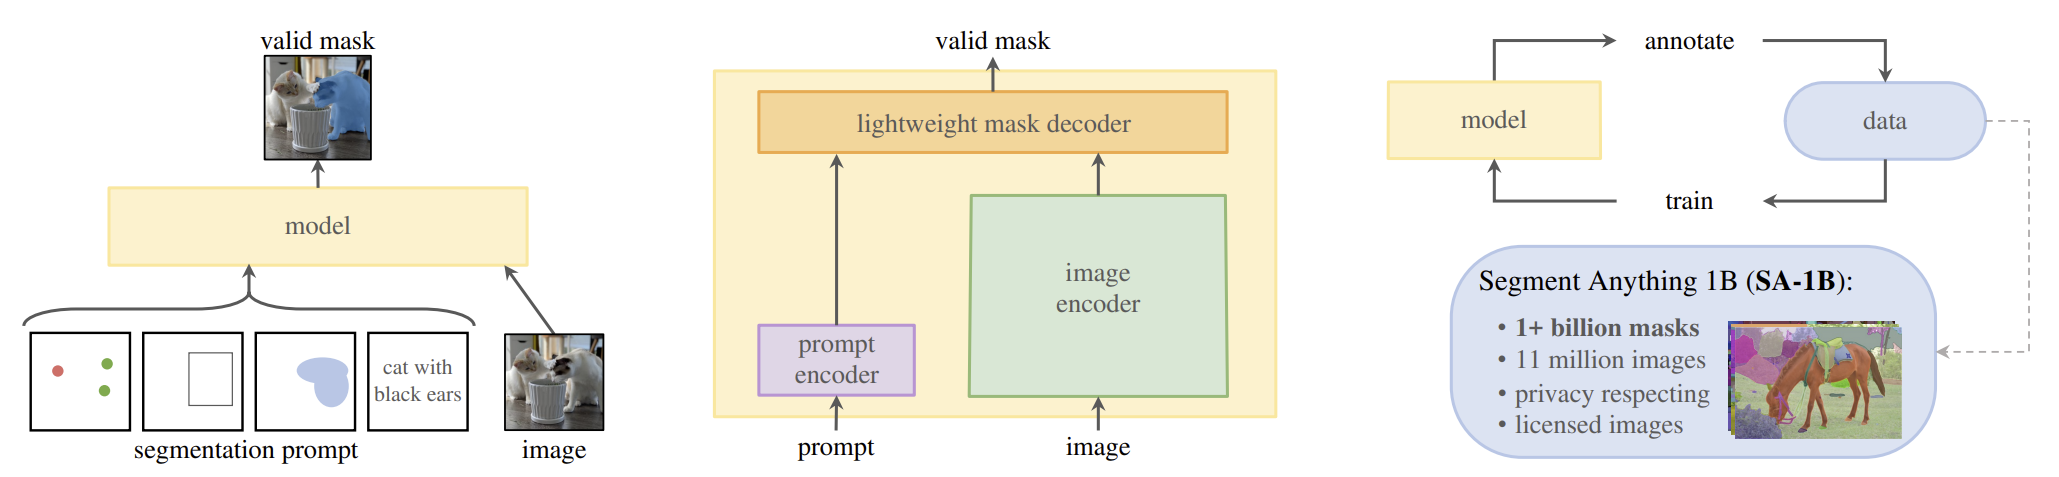 valid mask
model
cat with
black ears
segmentation prompt
image
valid mask
lightweight mask decoder
image
encoder
prompt
encoder
prompt
image
annotate
model
data
train
Segment Anything 1B (SA-1B):
• 1+ billion masks
• 11 million images
• privacy respecting
• licensed images